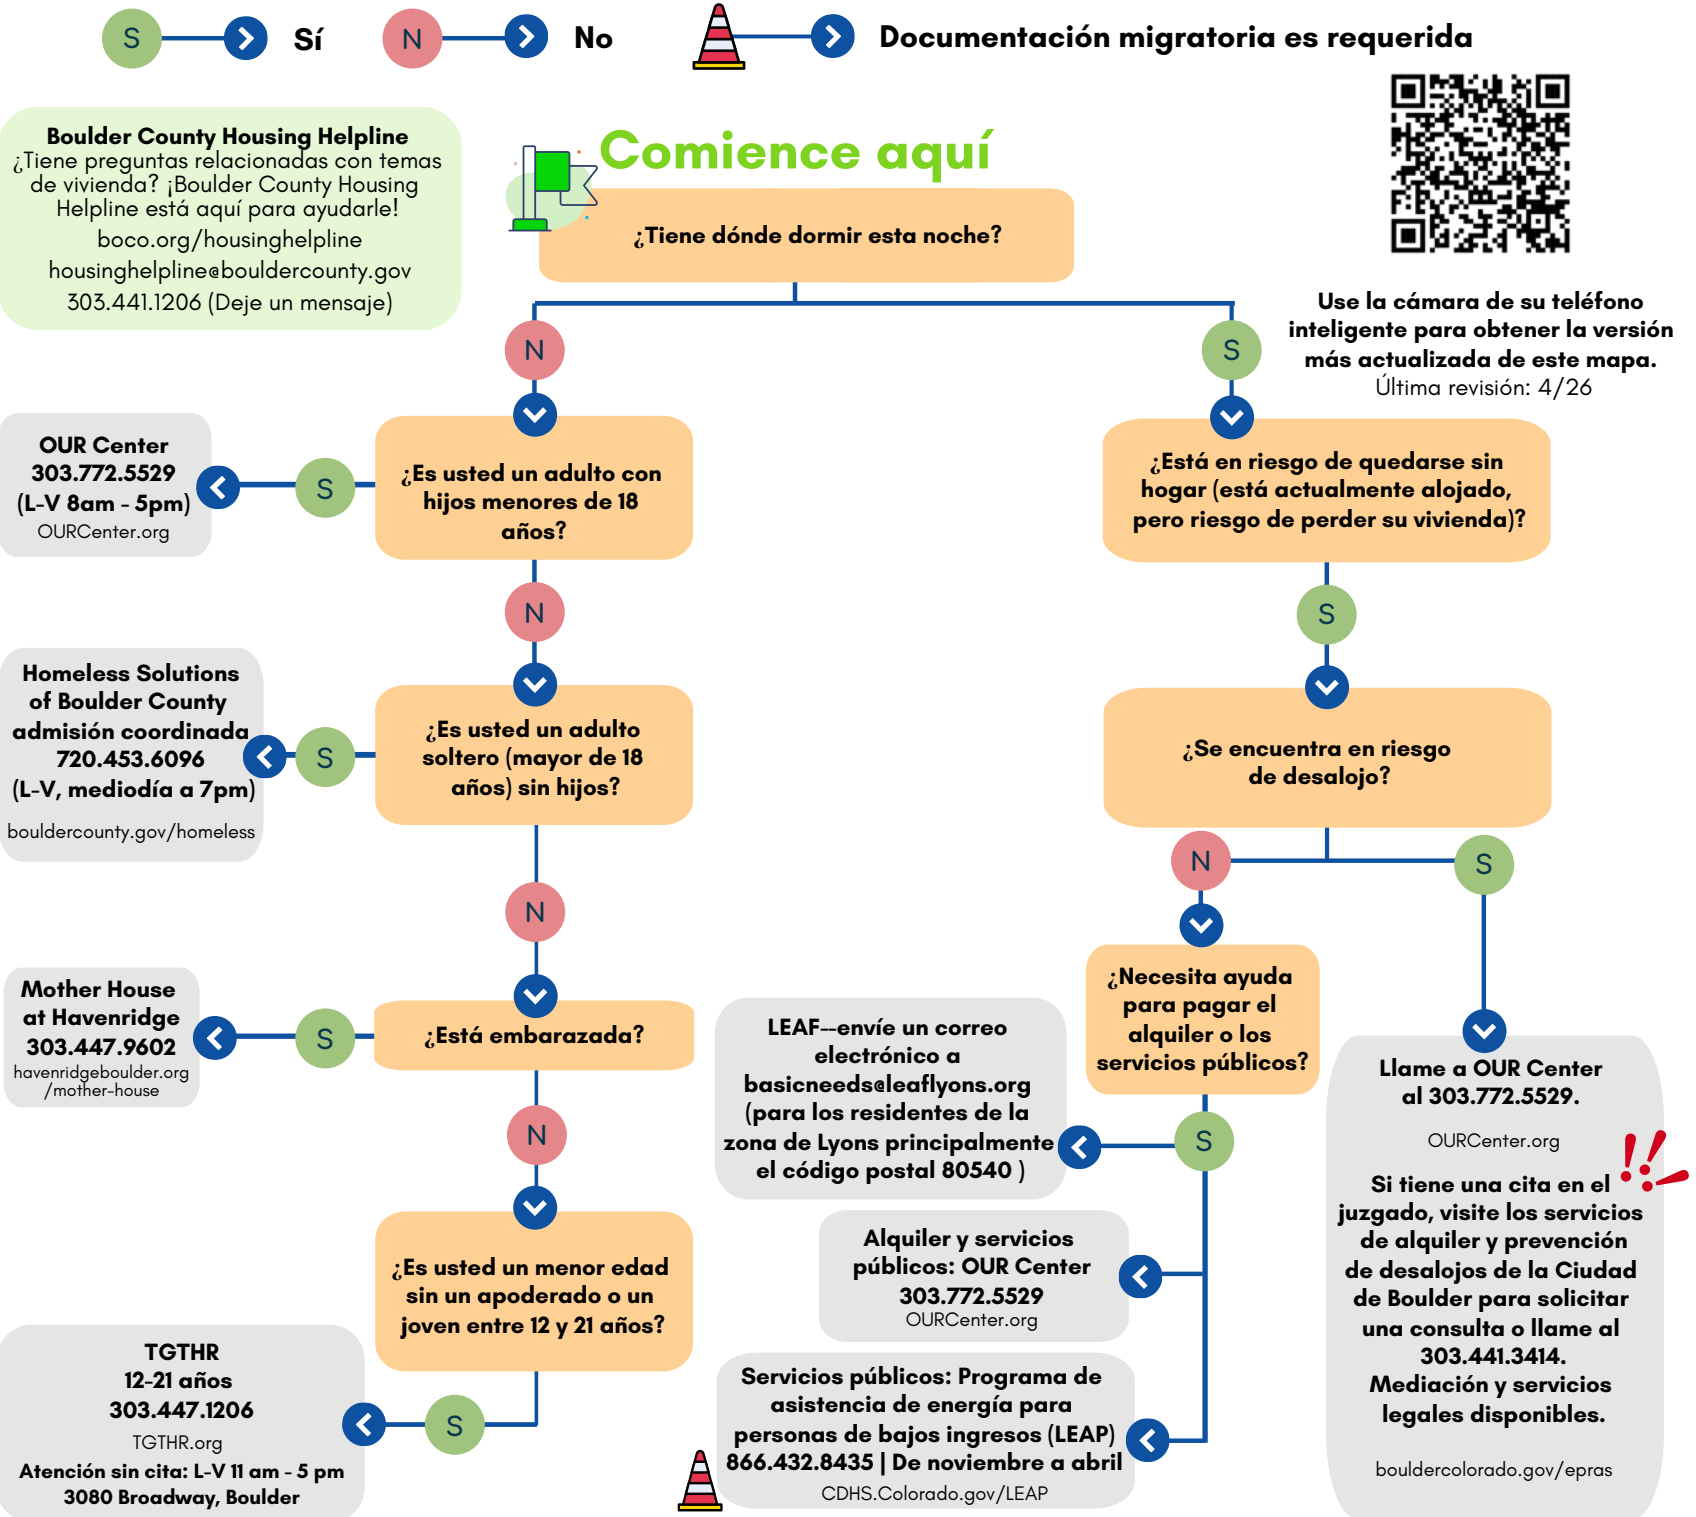 S Sí N No Documentación migratoria es requerida
Boulder County Housing Helpline
¿Tiene preguntas relacionadas con temas
de vivienda? ¡Boulder County Housing
Helpline está aquí para ayudarle!
boco.org/housinghelpline
housinghelpline@bouldercounty.gov
303.441.1206 (Deje un mensaje)
Comience aquí
¿Tiene dónde dormir esta noche?
Use la cámara de su teléfono
inteligente para obtener la versión
más actualizada de este mapa.
Última revisión: 4/26
N
S
¿Es usted un adulto con
hijos menores de 18
años?
S
OUR Center
303.772.5529
(L-V 8am - 5pm)
OURCenter.org
N
¿Es usted un adulto
soltero (mayor de 18
años) sin hijos?
S
Homeless Solutions
of Boulder County
admisión coordinada
720.453.6096
(L-V, mediodía a 7pm)
bouldercounty.gov/homeless
N
¿Está embarazada?
S
Mother House
at Havenridge
303.447.9602
havenridgeboulder.org
/mother-house
N
¿Es usted un menor edad
sin un apoderado o un
joven entre 12 y 21 años?
S
TGTHR
12-21 años
303.447.1206
TGTHR.org
Atención sin cita: L-V 11 am - 5 pm
3080 Broadway, Boulder
¿Está en riesgo de quedarse sin
hogar (está actualmente alojado,
pero riesgo de perder su vivienda)?
S
¿Se encuentra en riesgo
de desalojo?
N
S
¿Necesita ayuda
para pagar el
alquiler o los
servicios públicos?
S
LEAF--envíe un correo
electrónico a
basicneeds@leaflyons.org
(para los residentes de la
zona de Lyons principalmente
el código postal 80540 )
Alquiler y servicios
públicos: OUR Center
303.772.5529
OURCenter.org
Servicios públicos: Programa de
asistencia de energía para
personas de bajos ingresos (LEAP)
866.432.8435 | De noviembre a abril
CDHS.Colorado.gov/LEAP
Llame a OUR Center
al 303.772.5529.
OURCenter.org
Si tiene una cita en el
juzgado, visite los servicios
de alquiler y prevención
de desalojos de la Ciudad
de Boulder para solicitar
una consulta o llame al
303.441.3414.
Mediación y servicios
legales disponibles.
bouldercolorado.gov/epras